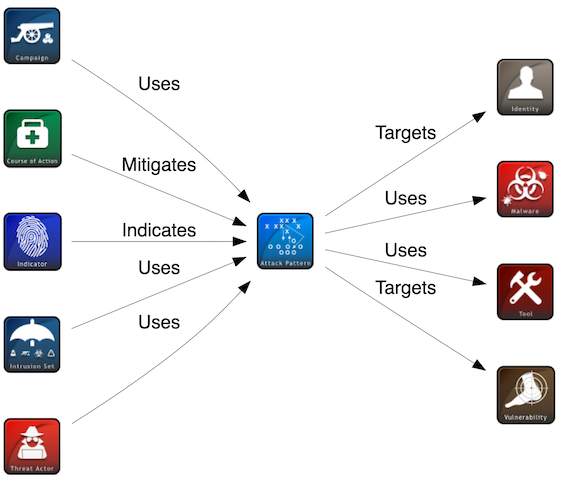 Campaign
Uses
Course of Action
Mitigates
Indicator
Indicates
Intrusion Set
Uses
Threat Actor
Uses
X X X
X X X X
O O
O O O O O
O O O
Attack Pattern
Targets
Identity
Uses
Malware
Uses
Tool
Targets
Vulnerability